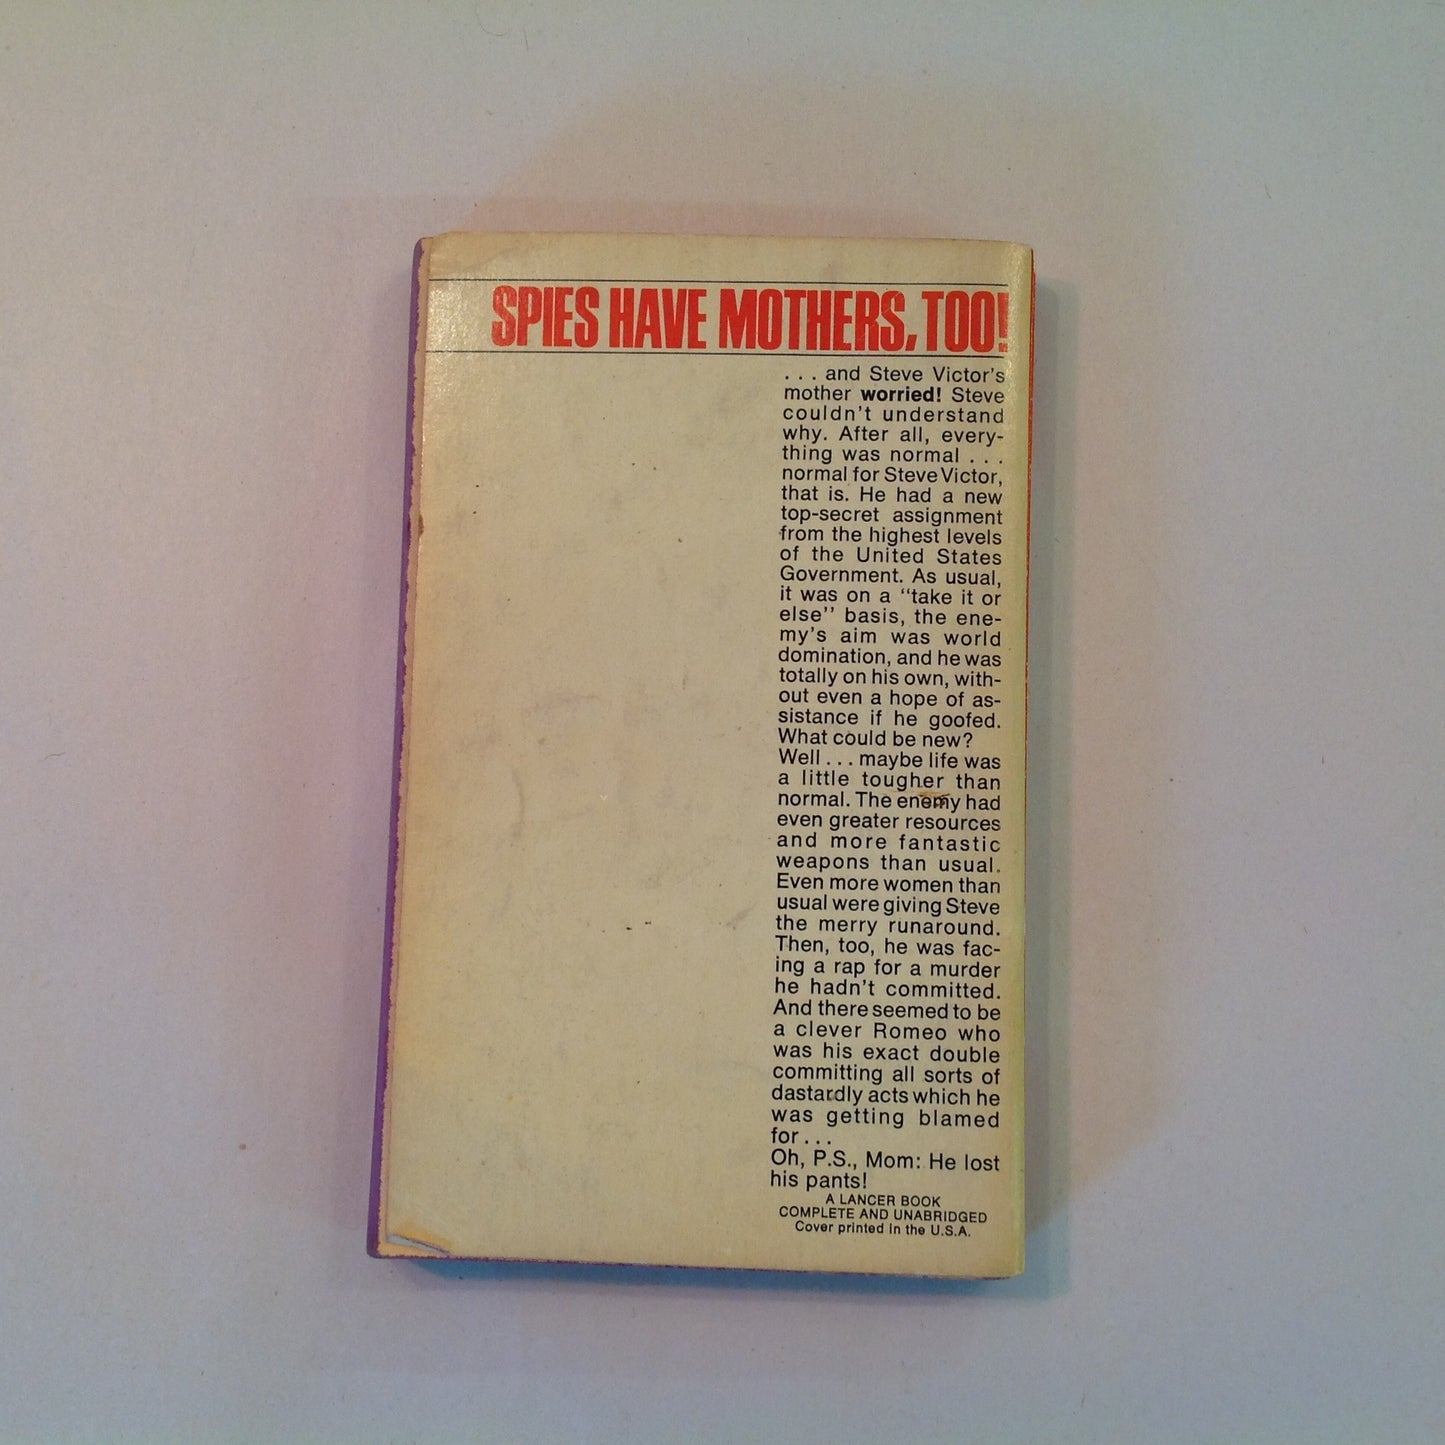 SPIES HAVE MOTHERS, TOO!
. . . and Steve Victor's
mother worried! Steve
couldn't understand
why. After all, every-
thing was normal . . .
normal for Steve Victor,
that is. He had a new
top-secret assignment
from the highest levels
of the United States
Government. As usual,
it was on a "take it or
else" basis, the ene-
my's aim was world
domination, and he was
totally on his own, with-
out even a hope of as-
sistance if he goofed.
What could be new?
Well . . . maybe life was
a little tougher than
normal. The enemy had
even greater resources
and more fantastic
weapons than usual.
Even more women than
usual were giving Steve
the merry runaround.
Then, too, he was fac-
ing a rap for a murder
he hadn't committed.
And there seemed to be
a clever Romeo who
was his exact double
committing all sorts of
dastardly acts which he
was getting blamed
for . . .
Oh, P.S., Mom: He lost
his pants!
A LANCER BOOK
COMPLETE AND UNABRIDGED
Cover printed in the U.S.A.